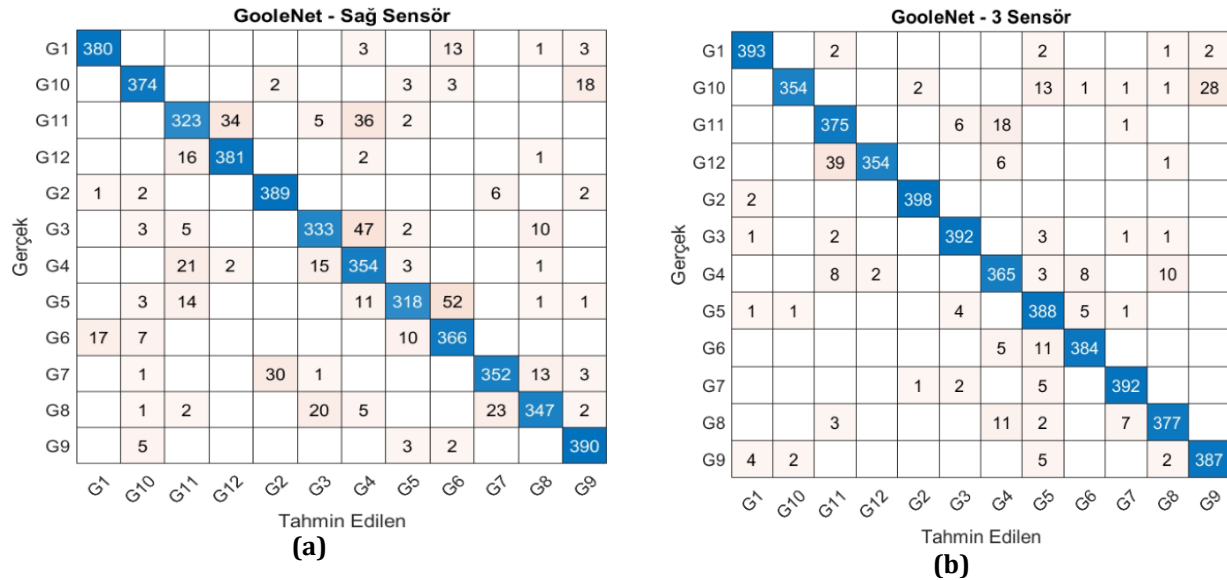 GooleNet - Sağ Sensör
G1 380 3 13 1 3
G10 374 2 3 3 18
G11 323 34 5 36 2
G12 16 381 2 1
G2 1 2 389 6 2
G3 3 5 333 47 2 10
G4 21 2 15 354 3 1
G5 3 14 11 318 52 1 1
G6 17 7 10 366
G7 1 30 1 352 13 3
G8 1 2 20 5 23 347 2
G9 5 3 2 390
G1 G10 G11 G12 G2 G3 G4 G5 G6 G7 G8 G9
Gerçek
Tahmin Edilen
(a)
GooleNet - 3 Sensör
G1 393 2 2 1 2
G10 354 2 13 1 1 1 28
G11 375 6 18 1
G12 39 354 6 1
G2 2 398
G3 1 2 392 3 1 1
G4 8 2 365 3 8 10
G5 1 1 4 388 5 1
G6 5 11 384
G7 1 2 5 392
G8 3 11 2 7 377
G9 4 2 5 2 387
G1 G10 G11 G12 G2 G3 G4 G5 G6 G7 G8 G9
Gerçek
Tahmin Edilen
(b)